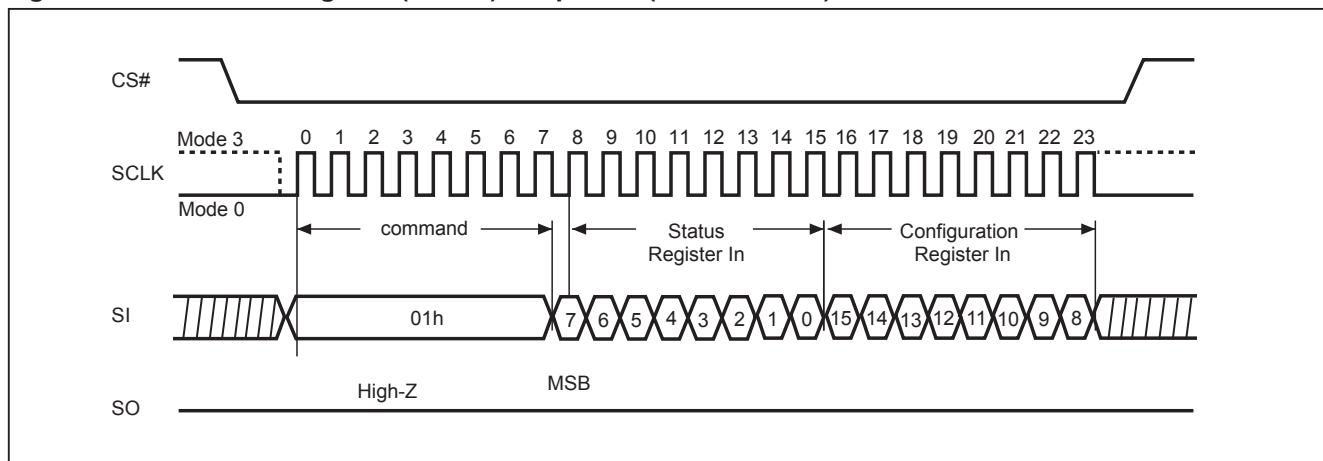 CS#
0 1 2 3 4 5 6 7 8 9 10 11 12 13 14 15 16 17 18 19 20 21 22 23
Mode 3
SCLK
Mode 0
command
Status
Register In
Configuration
Register In
SI
01h
7 6 5 4 3 2 1 0 15 14 13 12 11 10 9 8
High-Z
MSB
SO